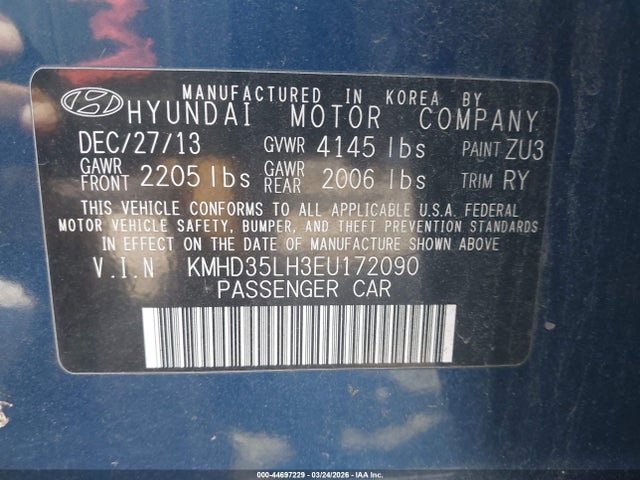 MANUFACTURED IN KOREA BY
HYUNDAI MOTOR COMPANY
DEC/27/13 GVWR 4145 lbs PAINT ZU3
GAWR FRONT 2205 lbs GAWR REAR 2006 lbs TRIM RY
THIS VEHICLE CONFORMS TO ALL APPLICABLE U.S.A. FEDERAL
MOTOR VEHICLE SAFETY, BUMPER, AND THEFT PREVENTION STANDARDS
IN EFFECT ON THE DATE OF MANUFACTURE SHOWN ABOVE
V.I.N KMHD35LH3EU172090
PASSENGER CAR
000-44697229 - 03/24/2026 - IAA Inc.